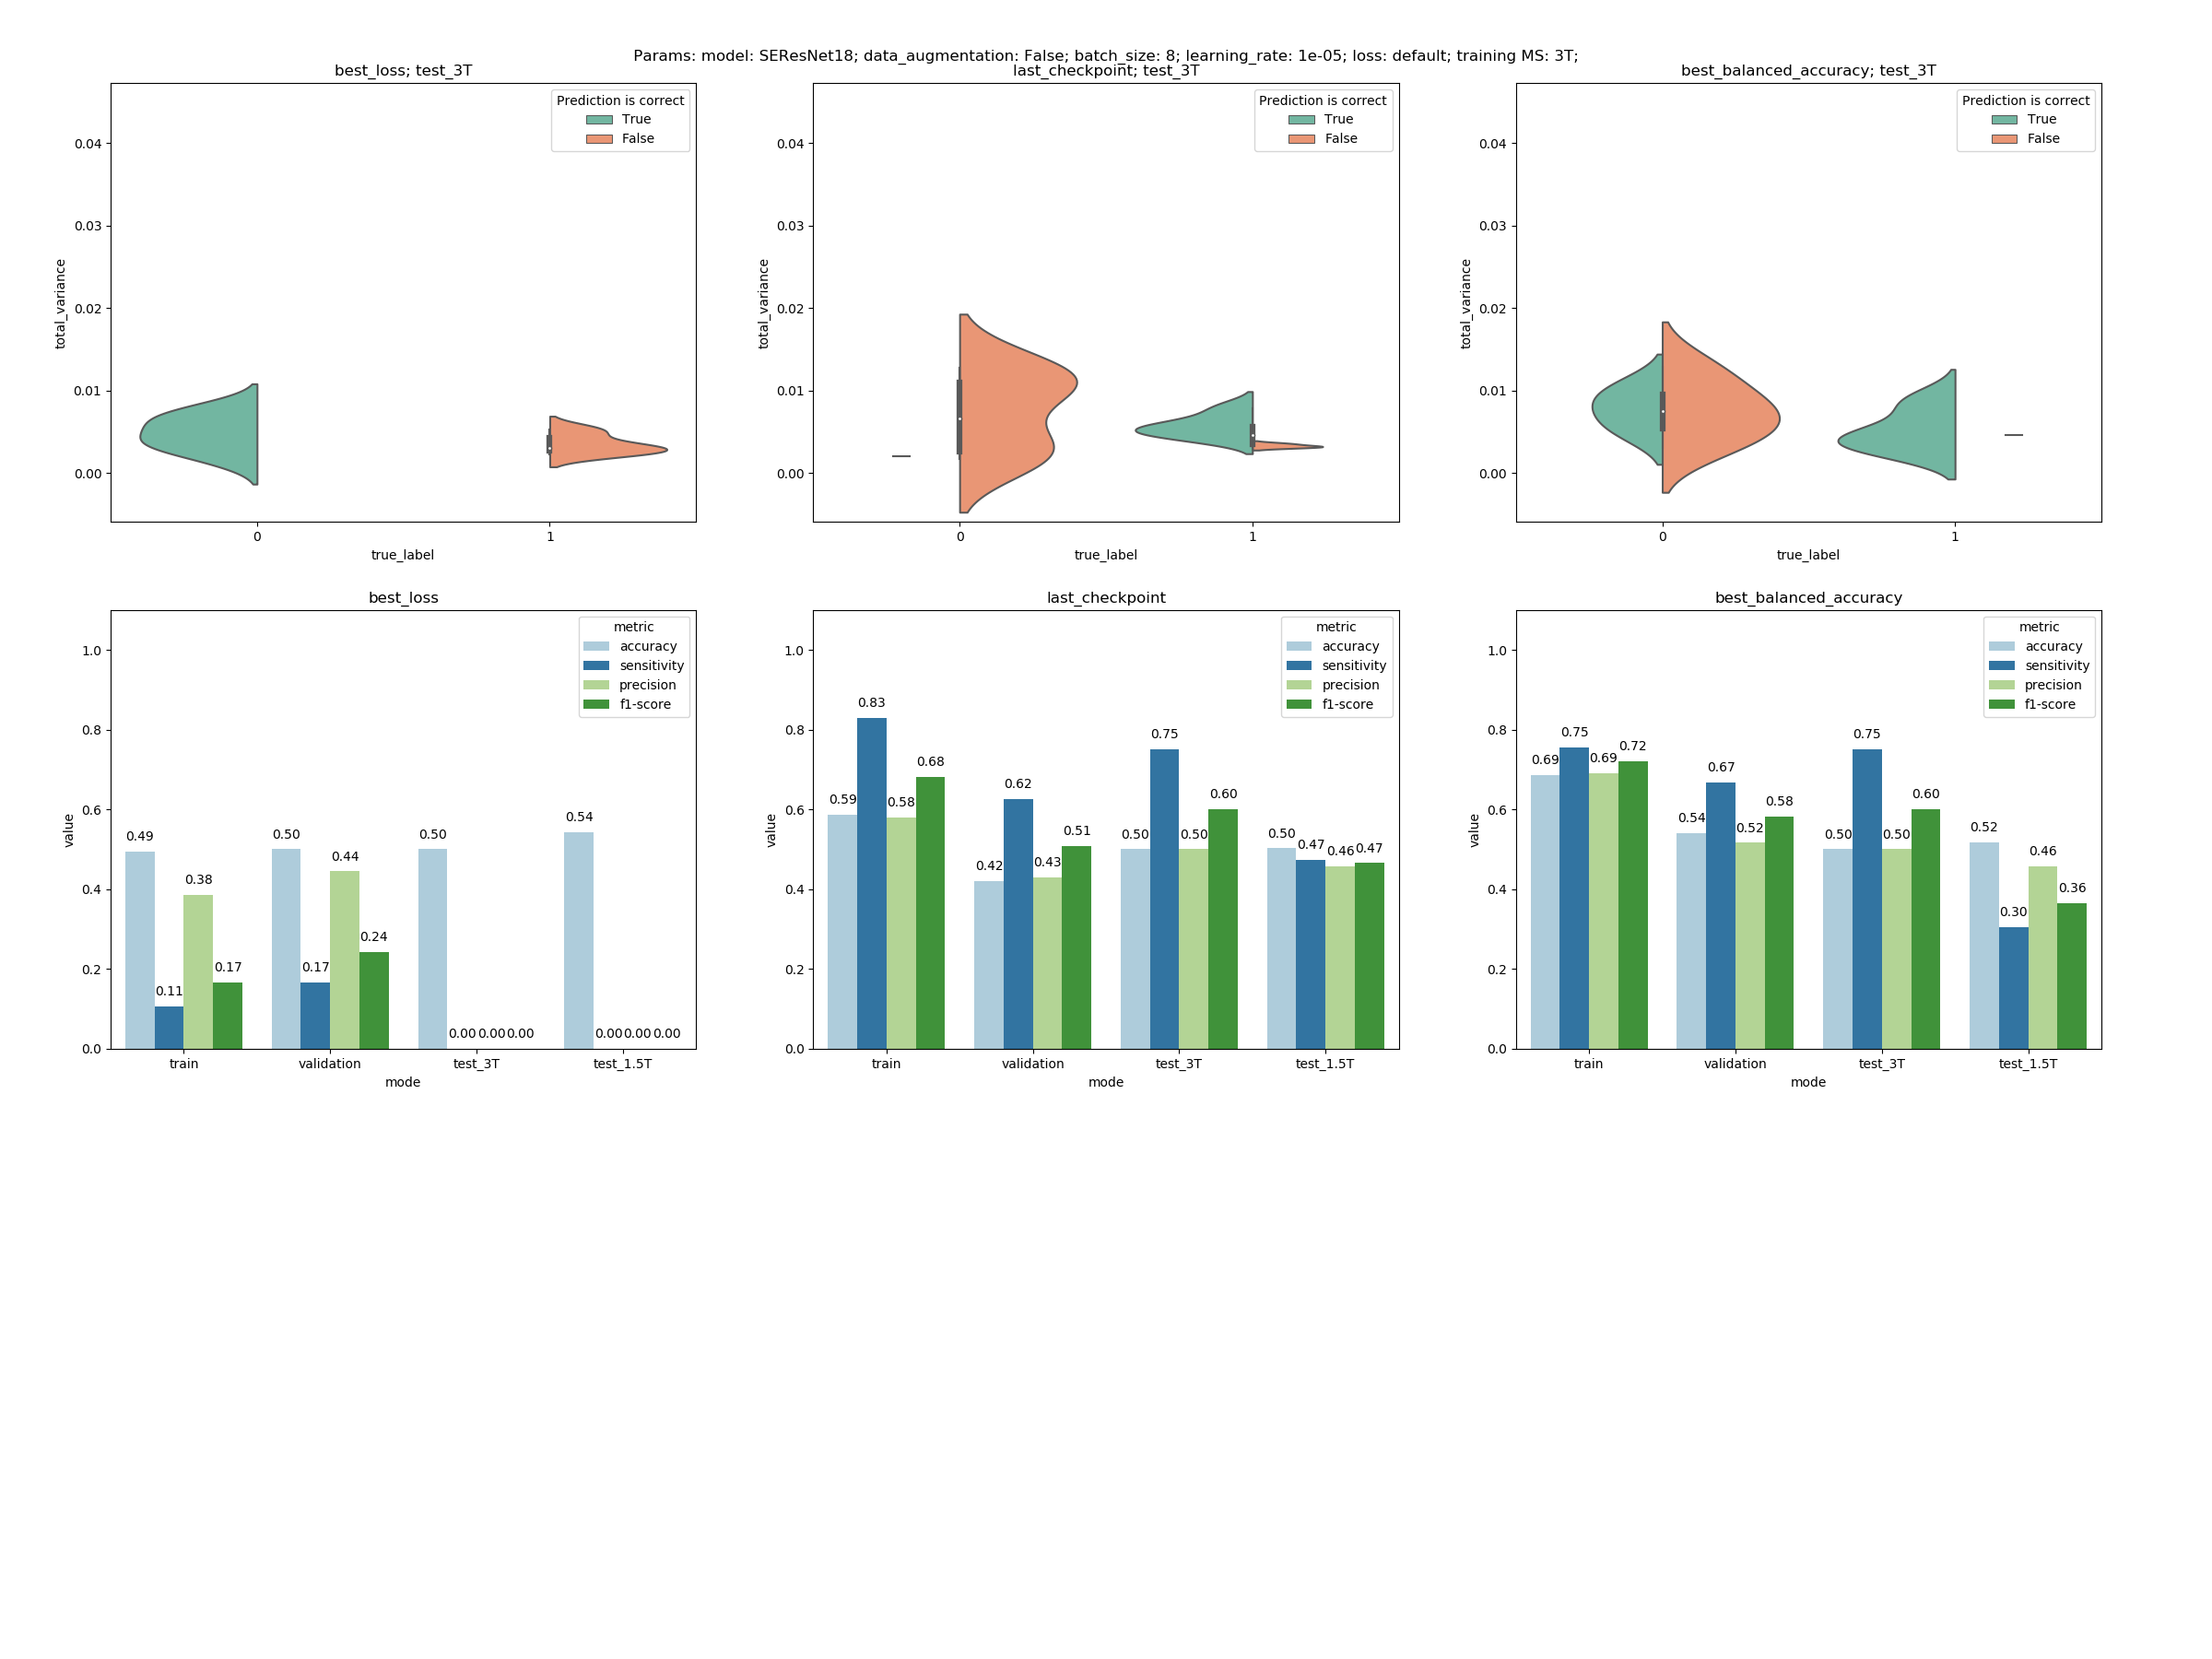 Params: model: SEResNet18; data_augmentation: False; batch_size: 8; learning_rate: 1e-05; loss: default; training MS: 3T;
best_loss; test_3T
Prediction is correct
True
False
0.04
0.03
0.02
0.01
0.00
total_variance
0
1
true_label
last_checkpoint; test_3T
Prediction is correct
True
False
0.04
0.03
0.02
0.01
0.00
total_variance
0
1
true_label
best_balanced_accuracy; test_3T
Prediction is correct
True
False
0.04
0.03
0.02
0.01
0.00
total_variance
0
1
true_label
best_loss
metric
accuracy
sensitivity
precision
f1-score
1.0
0.8
0.6
0.4
0.2
0.0
value
0.49
0.11
0.38
0.17
0.50
0.17
0.44
0.24
0.50
0.00
0.00
0.00
0.54
0.00
0.00
0.00
train
validation
test_3T
test_1.5T
mode
last_checkpoint
metric
accuracy
sensitivity
precision
f1-score
1.0
0.8
0.6
0.4
0.2
0.0
value
0.59
0.83
0.58
0.68
0.42
0.62
0.43
0.51
0.50
0.75
0.50
0.60
0.50
0.47
0.46
0.47
train
validation
test_3T
test_1.5T
mode
best_balanced_accuracy
metric
accuracy
sensitivity
precision
f1-score
1.0
0.8
0.6
0.4
0.2
0.0
value
0.69
0.75
0.69
0.72
0.54
0.67
0.52
0.58
0.50
0.75
0.50
0.60
0.52
0.30
0.46
0.36
train
validation
test_3T
test_1.5T
mode